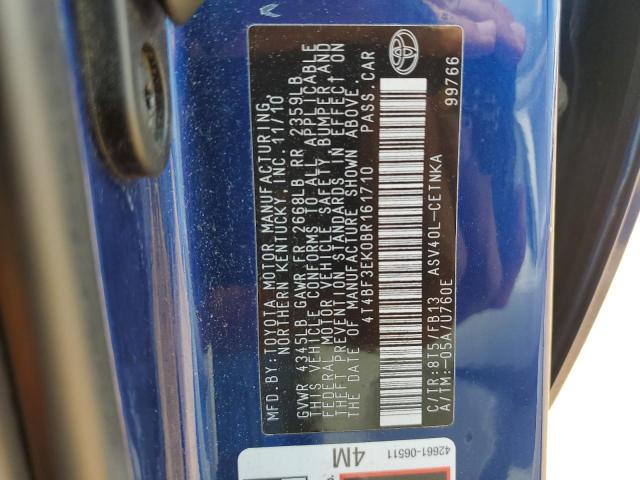 MFD.BY:TOYOTA MOTOR MANUFACTURING,
NORTHERN KENTUCKY, INC. 11/10
GVWR 4345LB GAWR FR 2668LB RR 2359LB
THIS VEHICLE CONFORMS TO ALL APPLICABLE
FEDERAL MOTOR VEHICLE SAFETY BUMPER, AND
THEFT PREVENTION STANDARDS IN EFFECT ON
THE DATE OF MANUFACTURE SHOWN ABOVE.
4T4BF3EK0BR161710 PASS.CAR
C/TR:8T5/FB13 ASV40L-CETNKA
A/TM:-05A/U760E
99766
42661-06511
4M